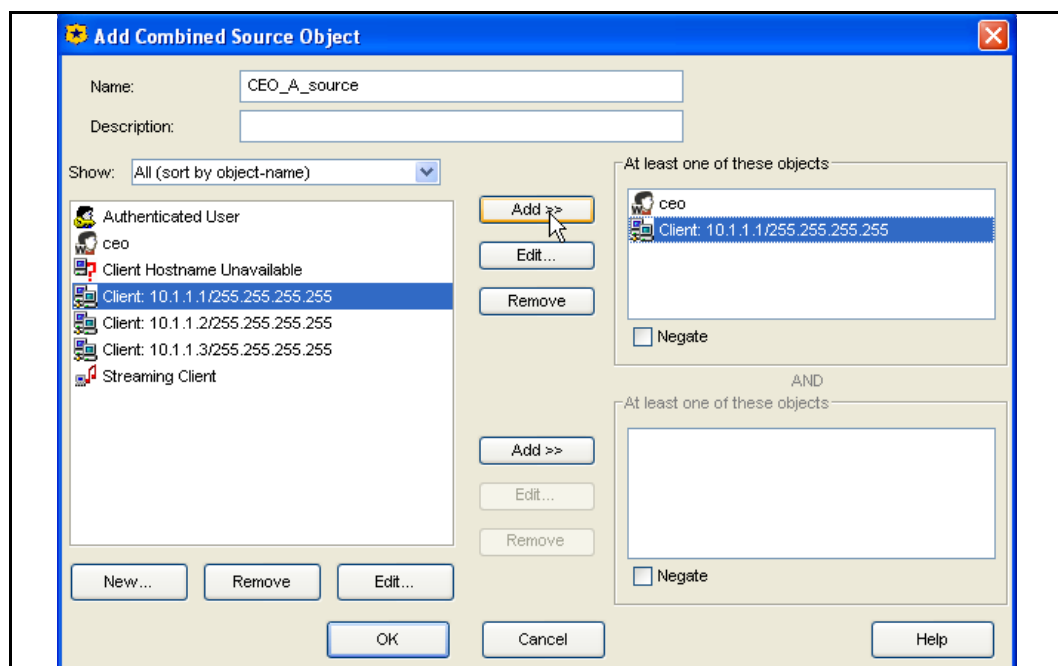 Add Combined Source Object
Name: CEO_A_source
Description:
Show: All (sort by object-name)
Authenticated User
ceo
Client Hostname Unavailable
Client: 10.1.1.1/255.255.255.255
Client: 10.1.1.2/255.255.255.255
Client: 10.1.1.3/255.255.255.255
Streaming Client
New...
Remove
Edit...
Add >>
Edit...
Remove
At least one of these objects
ceo
Client: 10.1.1.1/255.255.255.255
Negate
AND
At least one of these objects
Add >>
Edit...
Remove
Negate
OK
Cancel
Help